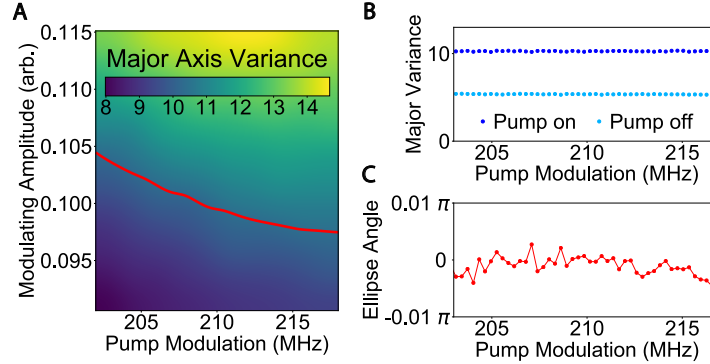 A
0.115
0.110
0.105
0.100
0.095
Modulating Amplitude (arb.)
Major Axis Variance
8 9 10 11 12 13 14
205 210 215
Pump Modulation (MHz)
B
10
0
Major Variance
Pump on Pump off
205 210 215
Pump Modulation (MHz)
C
0.01 π
0
-0.01 π
Ellipse Angle
205 210 215
Pump Modulation (MHz)